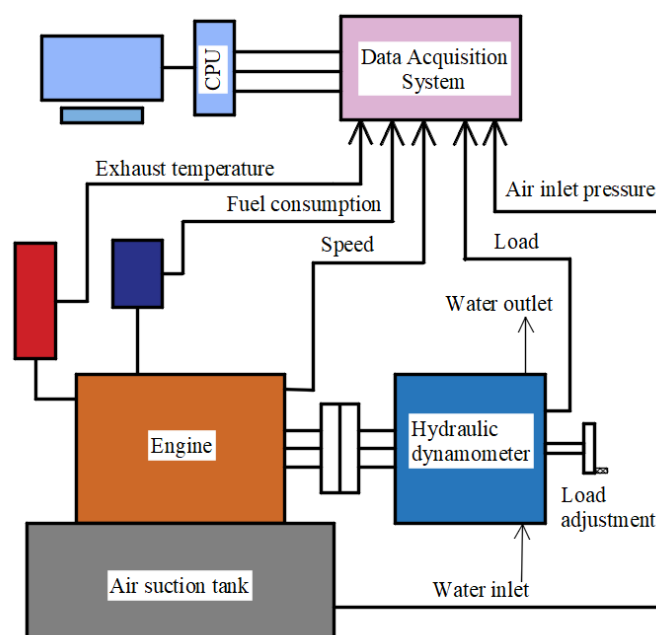 CPU
Data Acquisition
System
Exhaust temperature
Air inlet pressure
Fuel consumption
Speed
Load
Water outlet
Engine
Hydraulic
dynamometer
Load
adjustment
Air suction tank
Water inlet